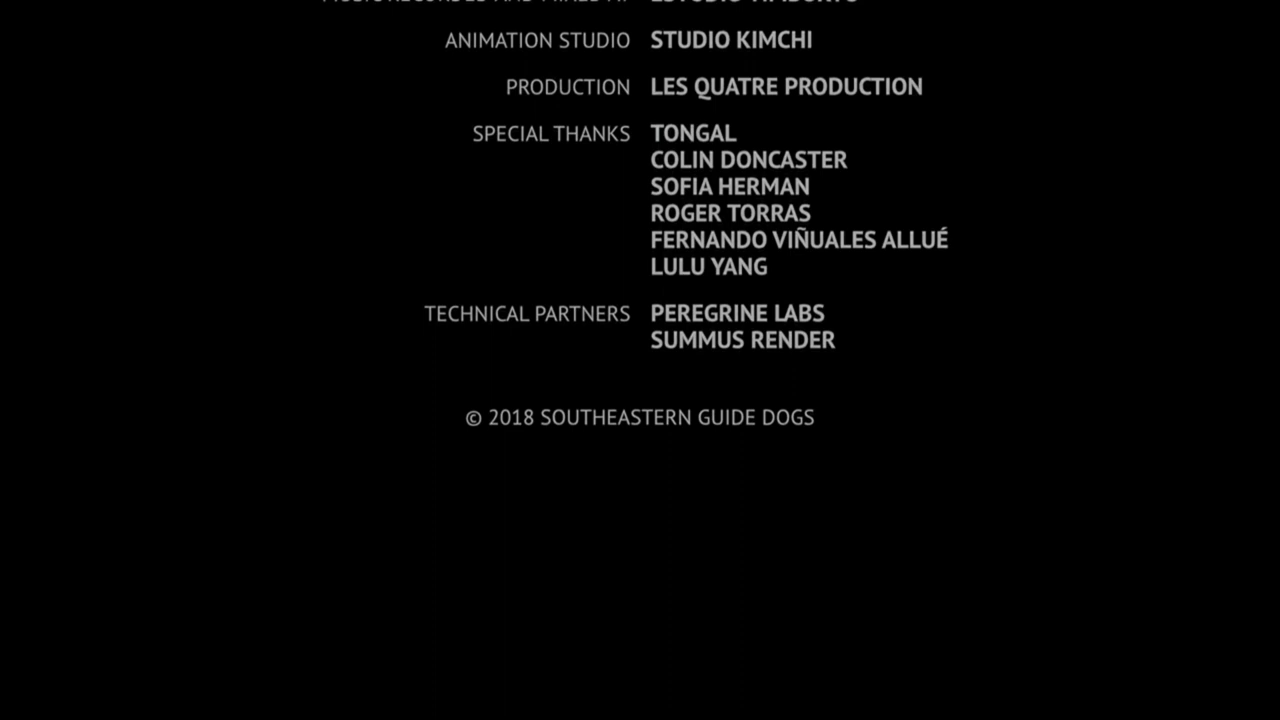 ANIMATION STUDIO STUDIO KIMCHI
PRODUCTION LES QUATRE PRODUCTION
SPECIAL THANKS TONGAL
COLIN DONCASTER
SOFIA HERMAN
ROGER TORRAS
FERNANDO VIÑUALES ALLUÉ
LULU YANG
TECHNICAL PARTNERS PEREGRINE LABS
SUMMUS RENDER
© 2018 SOUTHEASTERN GUIDE DOGS